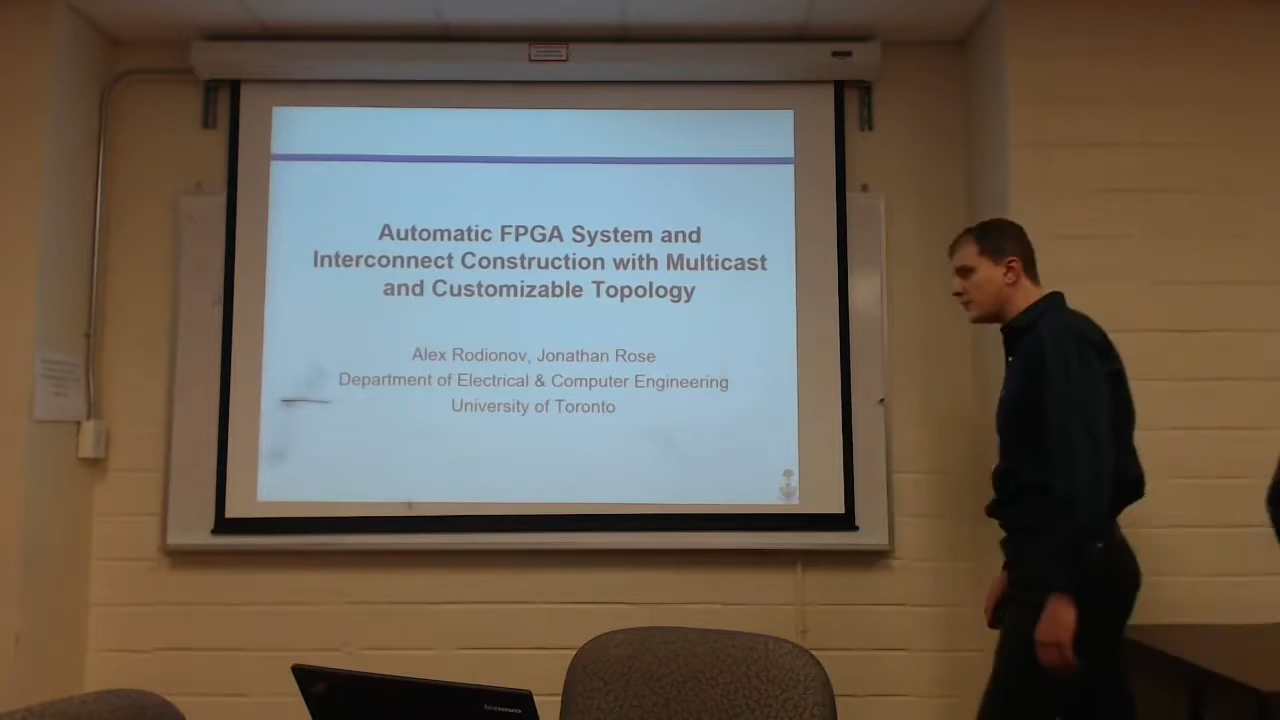 Automatic FPGA System and
Interconnect Construction with Multicast
and Customizable Topology
Alex Rodionov, Jonathan Rose
Department of Electrical & Computer Engineering
University of Toronto
lenovo